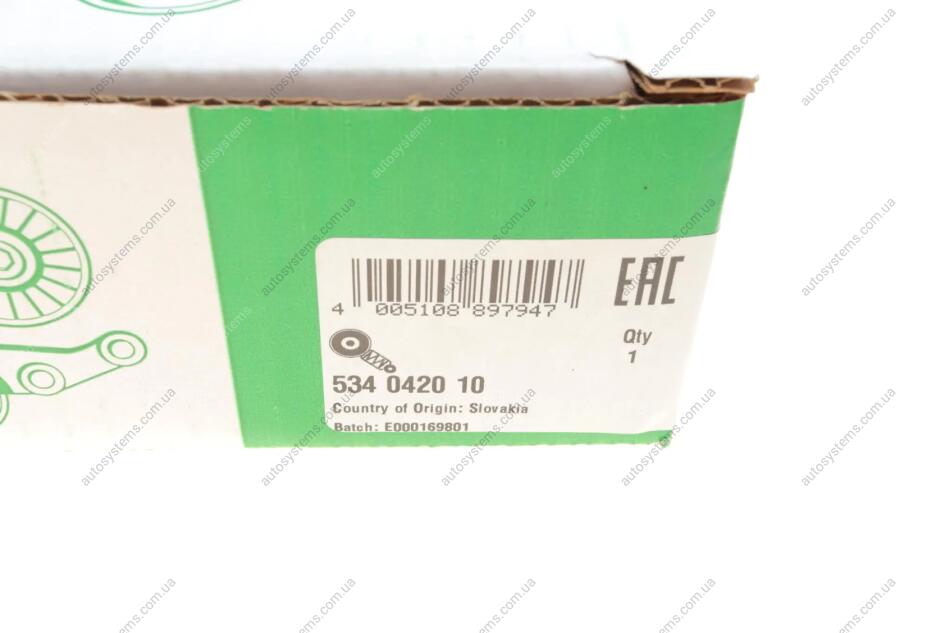 4 005108 897947
EAC
Qty
1
534 0420 10
Country of Origin: Slovakia
Batch: E000169801
autosystems.com.ua